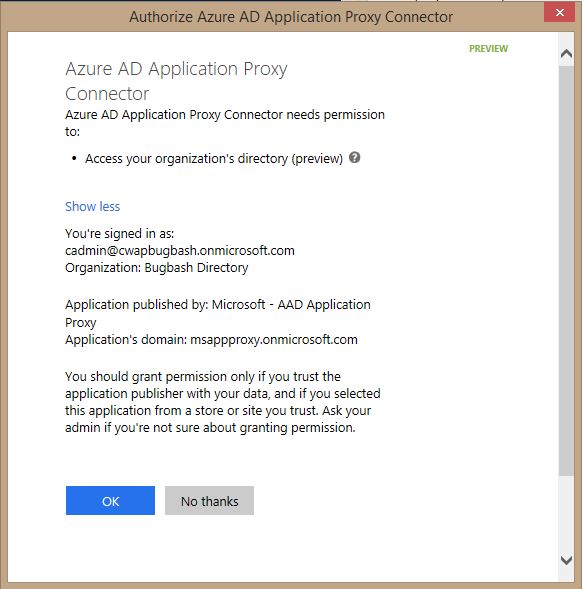 Authorize Azure AD Application Proxy Connector
PREVIEW
Azure AD Application Proxy
Connector
Azure AD Application Proxy Connector needs permission
to:
• Access your organization's directory (preview) ?
Show less
You're signed in as:
cadmin@cwapbugbash.onmicrosoft.com
Organization: Bugbash Directory
Application published by: Microsoft - AAD Application
Proxy
Application's domain: msappproxy.onmicrosoft.com
You should grant permission only if you trust the
application publisher with your data, and if you selected
this application from a store or site you trust. Ask your
admin if you're not sure about granting permission.
OK
No thanks